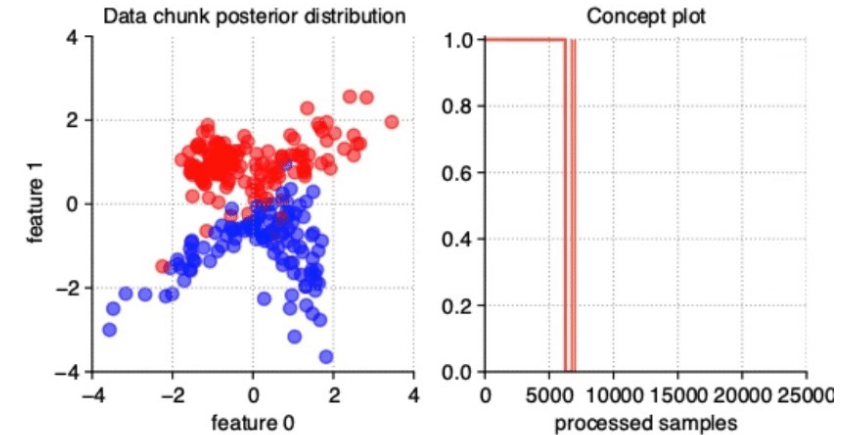 Data chunk posterior distribution
4
2
0
−2
−4
−4 −2 0 2 4
feature 1
feature 0
Concept plot
1.0
0.8
0.6
0.4
0.2
0.0
0 5000 10000 15000 20000 25000
processed samples